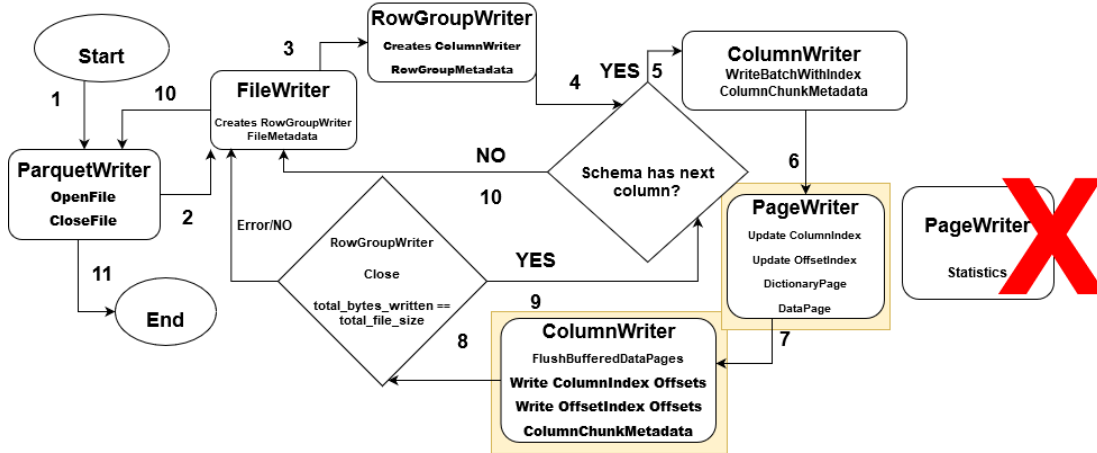 Start
1
10
3
RowGroupWriter
Creates ColumnWriter
RowGroupMetadata
FileWriter
Creates RowGroupWriter
FileMetadata
4
YES
5
ColumnWriter
WriteBatchWithIndex
ColumnChunkMetadata
ParquetWriter
OpenFile
CloseFile
2
NO
10
Schema has next
column?
6
PageWriter
Update ColumnIndex
Update OffsetIndex
DictionaryPage
DataPage
PageWriter
Statistics
X
Error/NO
RowGroupWriter
Close
total_bytes_written ==
total_file_size
YES
9
7
8
ColumnWriter
FlushBufferedDataPages
Write ColumnIndex Offsets
Write OffsetIndex Offsets
ColumnChunkMetadata
11
End